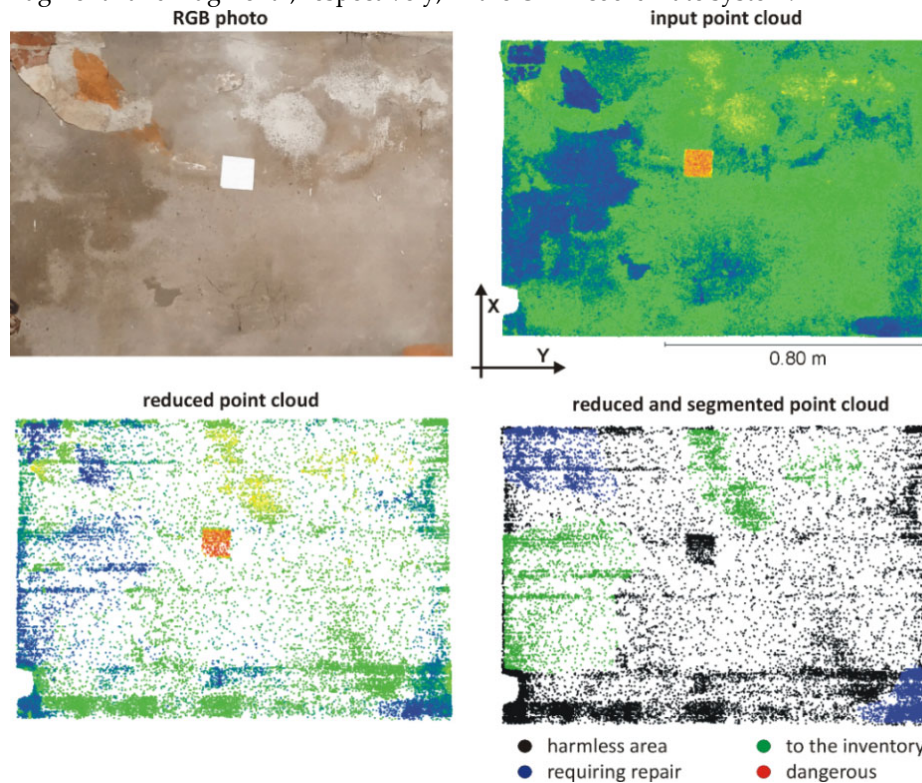 RGB photo
input point cloud
X
Y
0.80 m
reduced point cloud
reduced and segmented point cloud
harmless area
to the inventory
requiring repair
dangerous